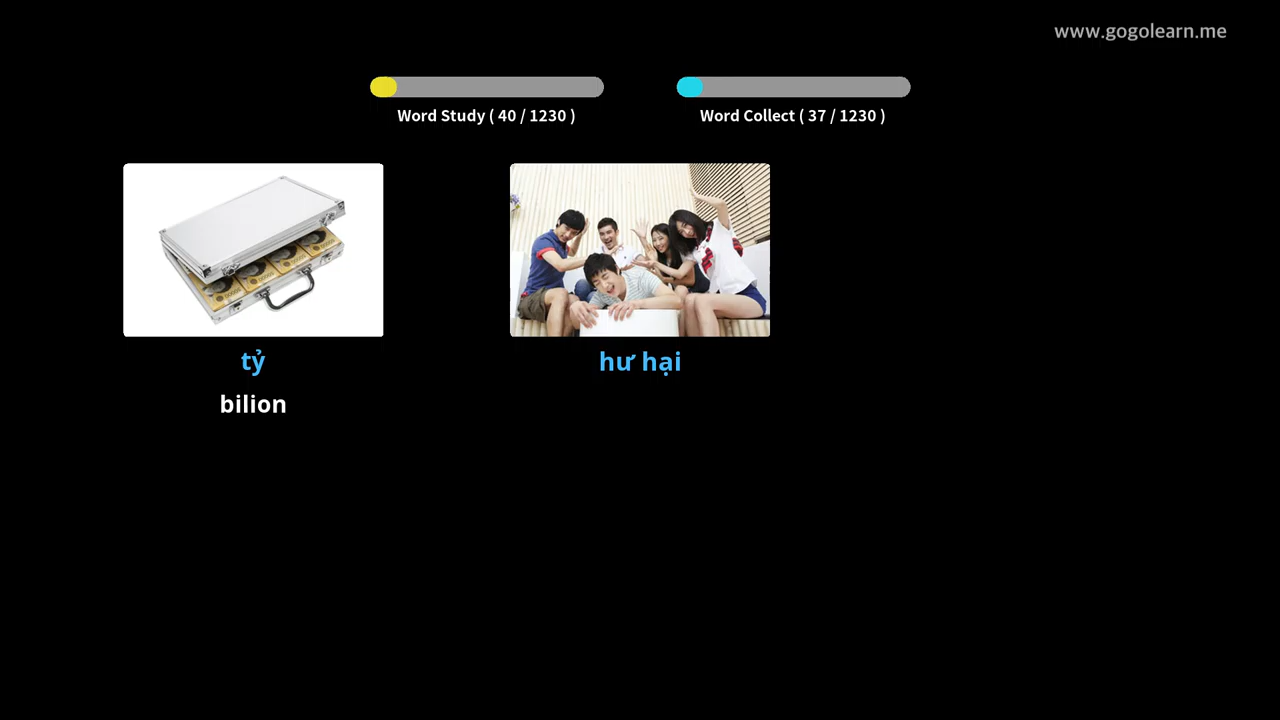 www.gogolearn.me
Word Study ( 40 / 1230 )
Word Collect ( 37 / 1230 )
tỷ
hư hại
bilion